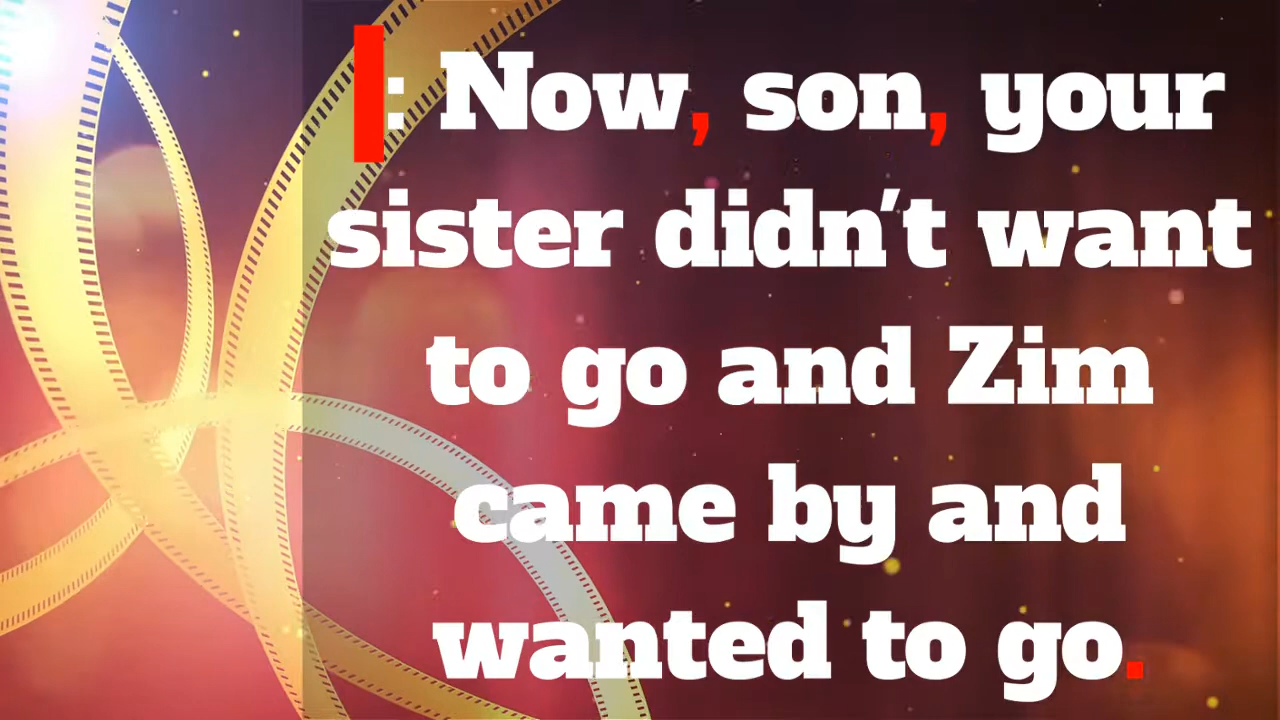 : Now, son, your
sister didn't want
to go and Zim
came by and
wanted to go.